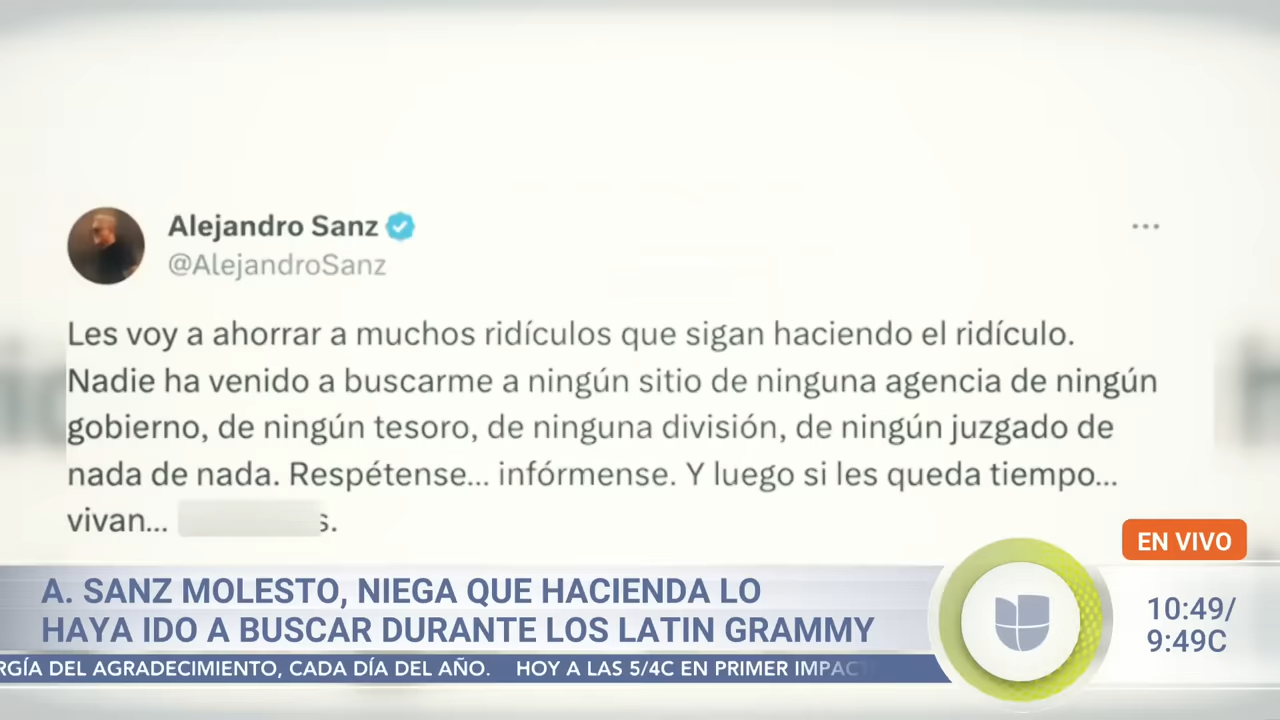 Alejandro Sanz
@AlejandroSanz
Les voy a ahorrar a muchos ridículos que sigan haciendo el ridículo.
Nadie ha venido a buscarme a ningún sitio de ninguna agencia de ningún
gobierno, de ningún tesoro, de ninguna división, de ningún juzgado de
nada de nada. Respétense... infórmense. Y luego si les queda tiempo...
vivan... s.
EN VIVO
A. SANZ MOLESTO, NIEGA QUE HACIENDA LO
HAYA IDO A BUSCAR DURANTE LOS LATIN GRAMMY
10:49/
9:49C
RGÍA DEL AGRADECIMIENTO, CADA DÍA DEL AÑO. HOY A LAS 5/4C EN PRIMER IMPAC